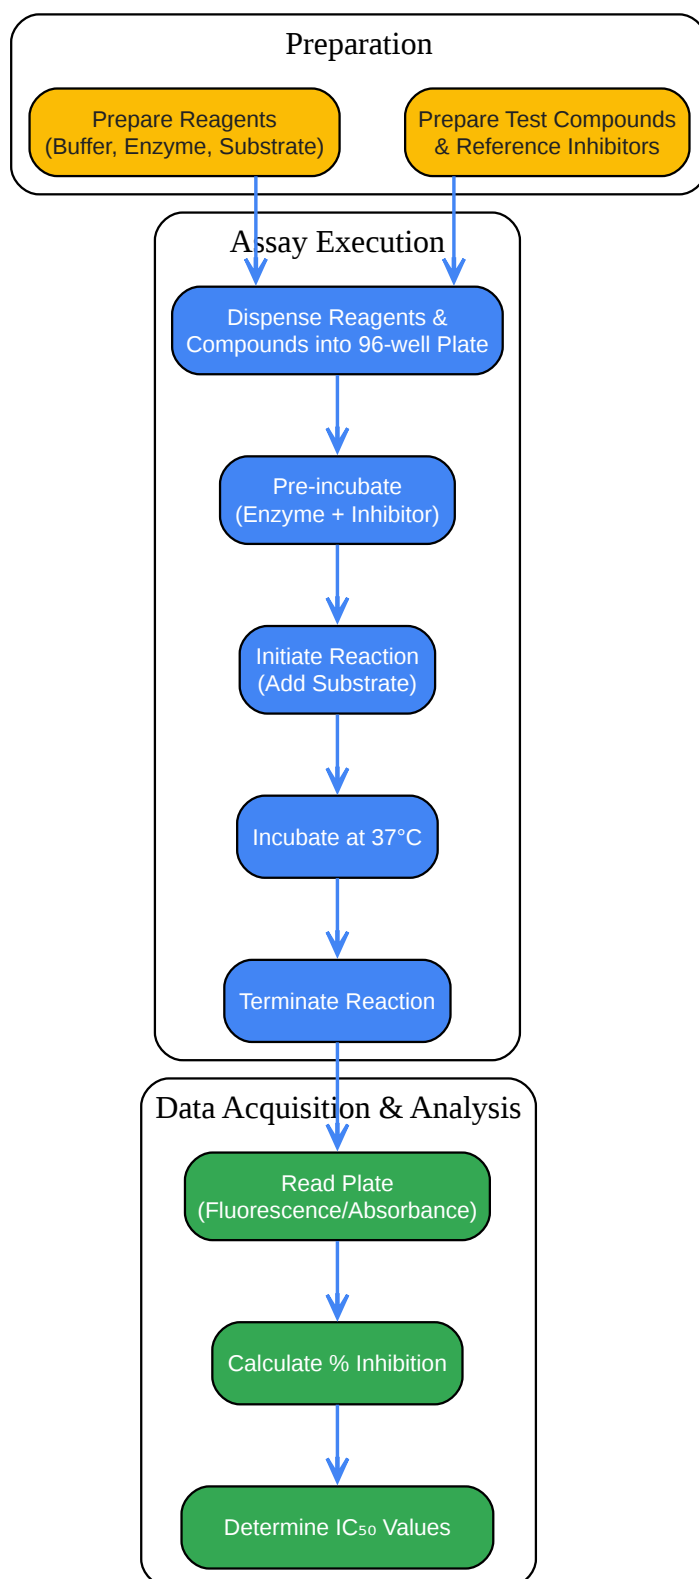 Preparation
Prepare Reagents
(Buffer, Enzyme, Substrate)
Prepare Test Compounds
& Reference Inhibitors
Assay Execution
Dispense Reagents &
Compounds into 96-well Plate
Pre-incubate
(Enzyme + Inhibitor)
Initiate Reaction
(Add Substrate)
Incubate at 37°C
Terminate Reaction
Data Acquisition & Analysis
Read Plate
(Fluorescence/Absorbance)
Calculate % Inhibition
Determine IC₅₀ Values